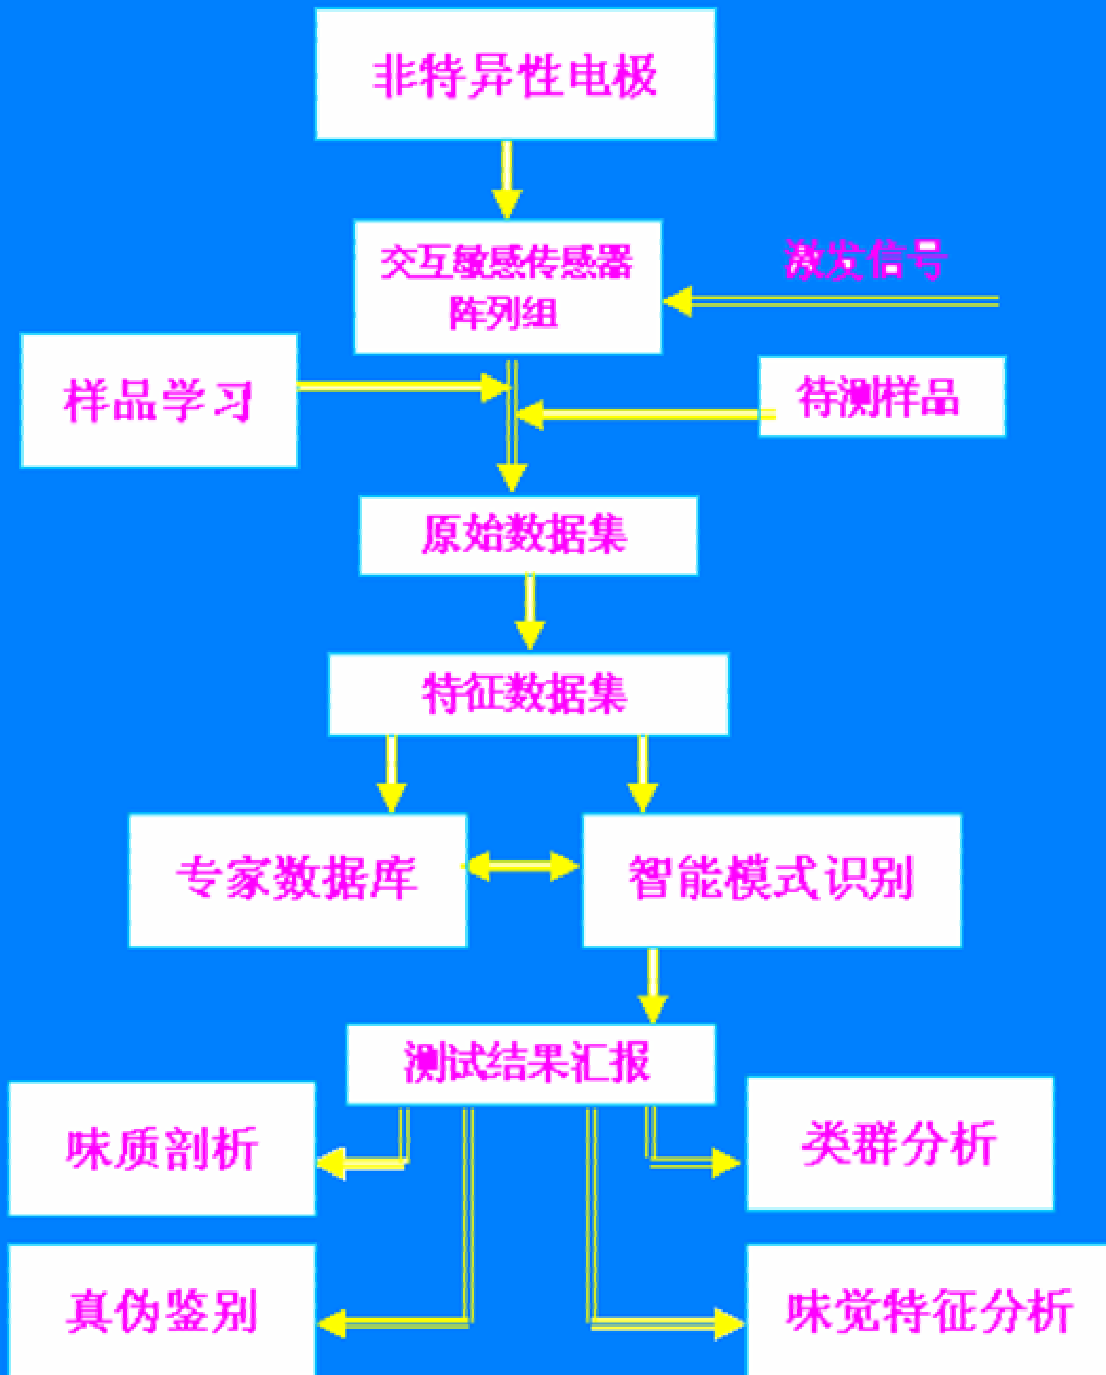 非特异性电极
交互敏感传感器
阵列组
激发信号
样品学习
待测样品
原始数据集
特征数据集
专家数据库
智能模式识别
测试结果汇报
味质剖析
类群分析
真伪鉴别
味觉特征分析